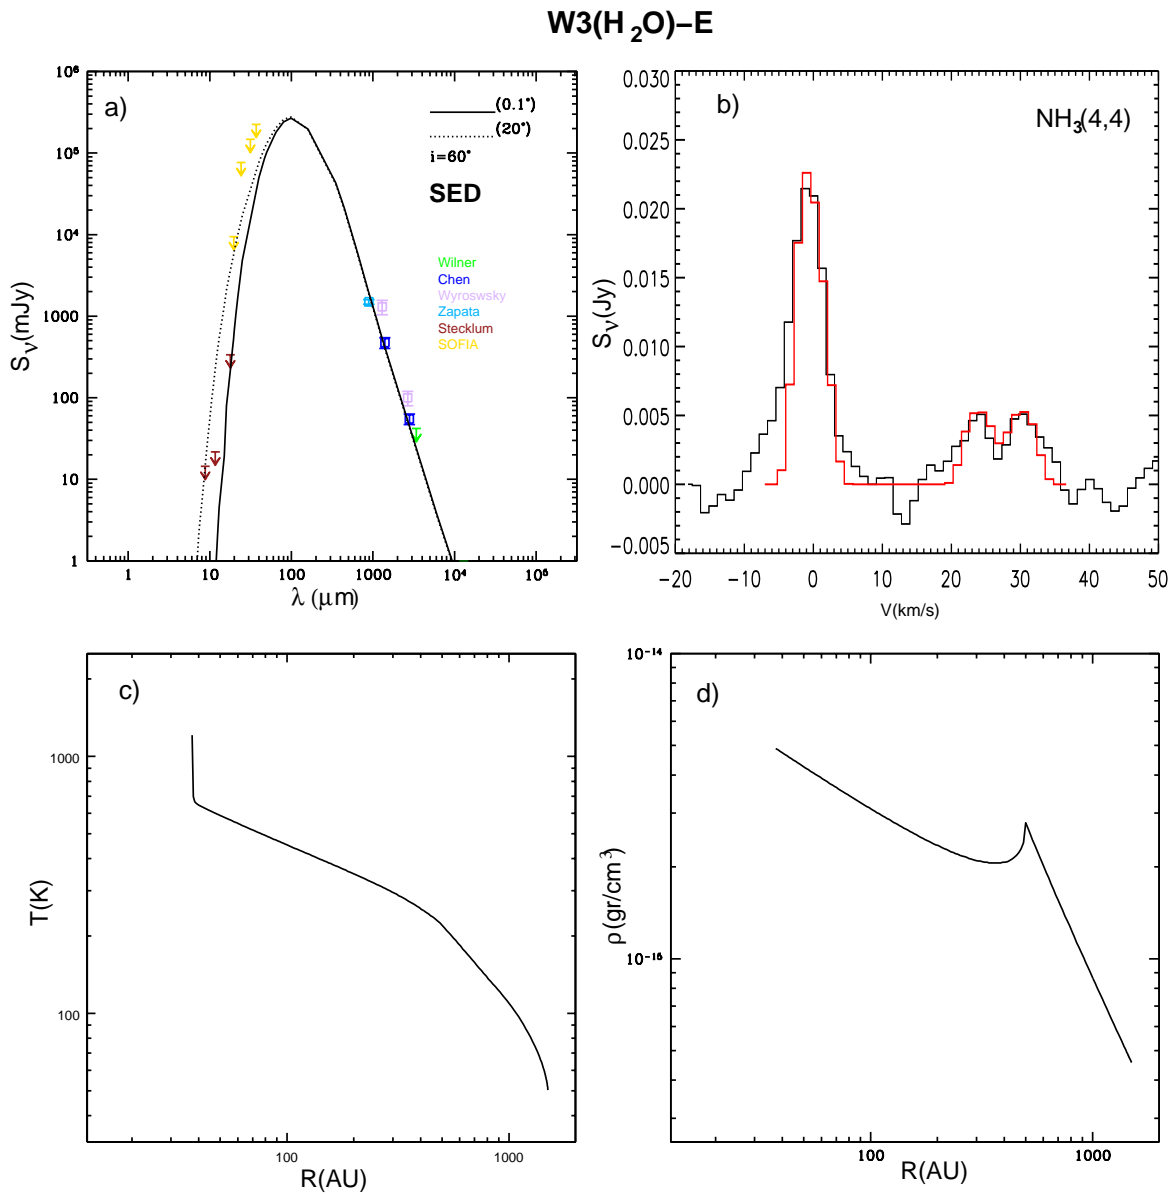 W3(H2O)–E
a)
(0.1°)
(20°)
i=60°
SED
Wilner
Chen
Wyroswsky
Zapata
Stecklum
SOFIA
10⁶
10⁵
10⁴
1000
100
10
1
Sν(mJy)
1 10 100 1000 10⁴ 10⁵
λ (μm)
b)
NH3(4,4)
0.030
0.025
0.020
0.015
0.010
0.005
0.000
−0.005
Sν(Jy)
−20 −10 0 10 20 30 40 50
V(km/s)
c)
1000
100
T(K)
100 1000
R(AU)
d)
10⁻¹⁴
10⁻¹⁵
ρ(gr/cm³)
100 1000
R(AU)